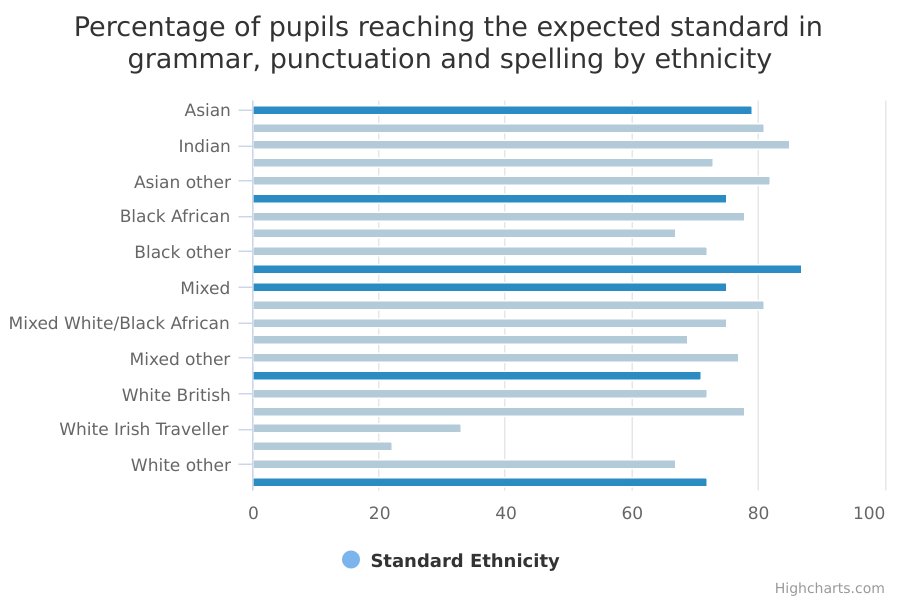 Percentage of pupils reaching the expected standard in
grammar, punctuation and spelling by ethnicity
Asian
Indian
Asian other
Black African
Black other
Mixed
Mixed White/Black African
Mixed other
White British
White Irish Traveller
White other
0 20 40 60 80 100
Standard Ethnicity
Highcharts.com